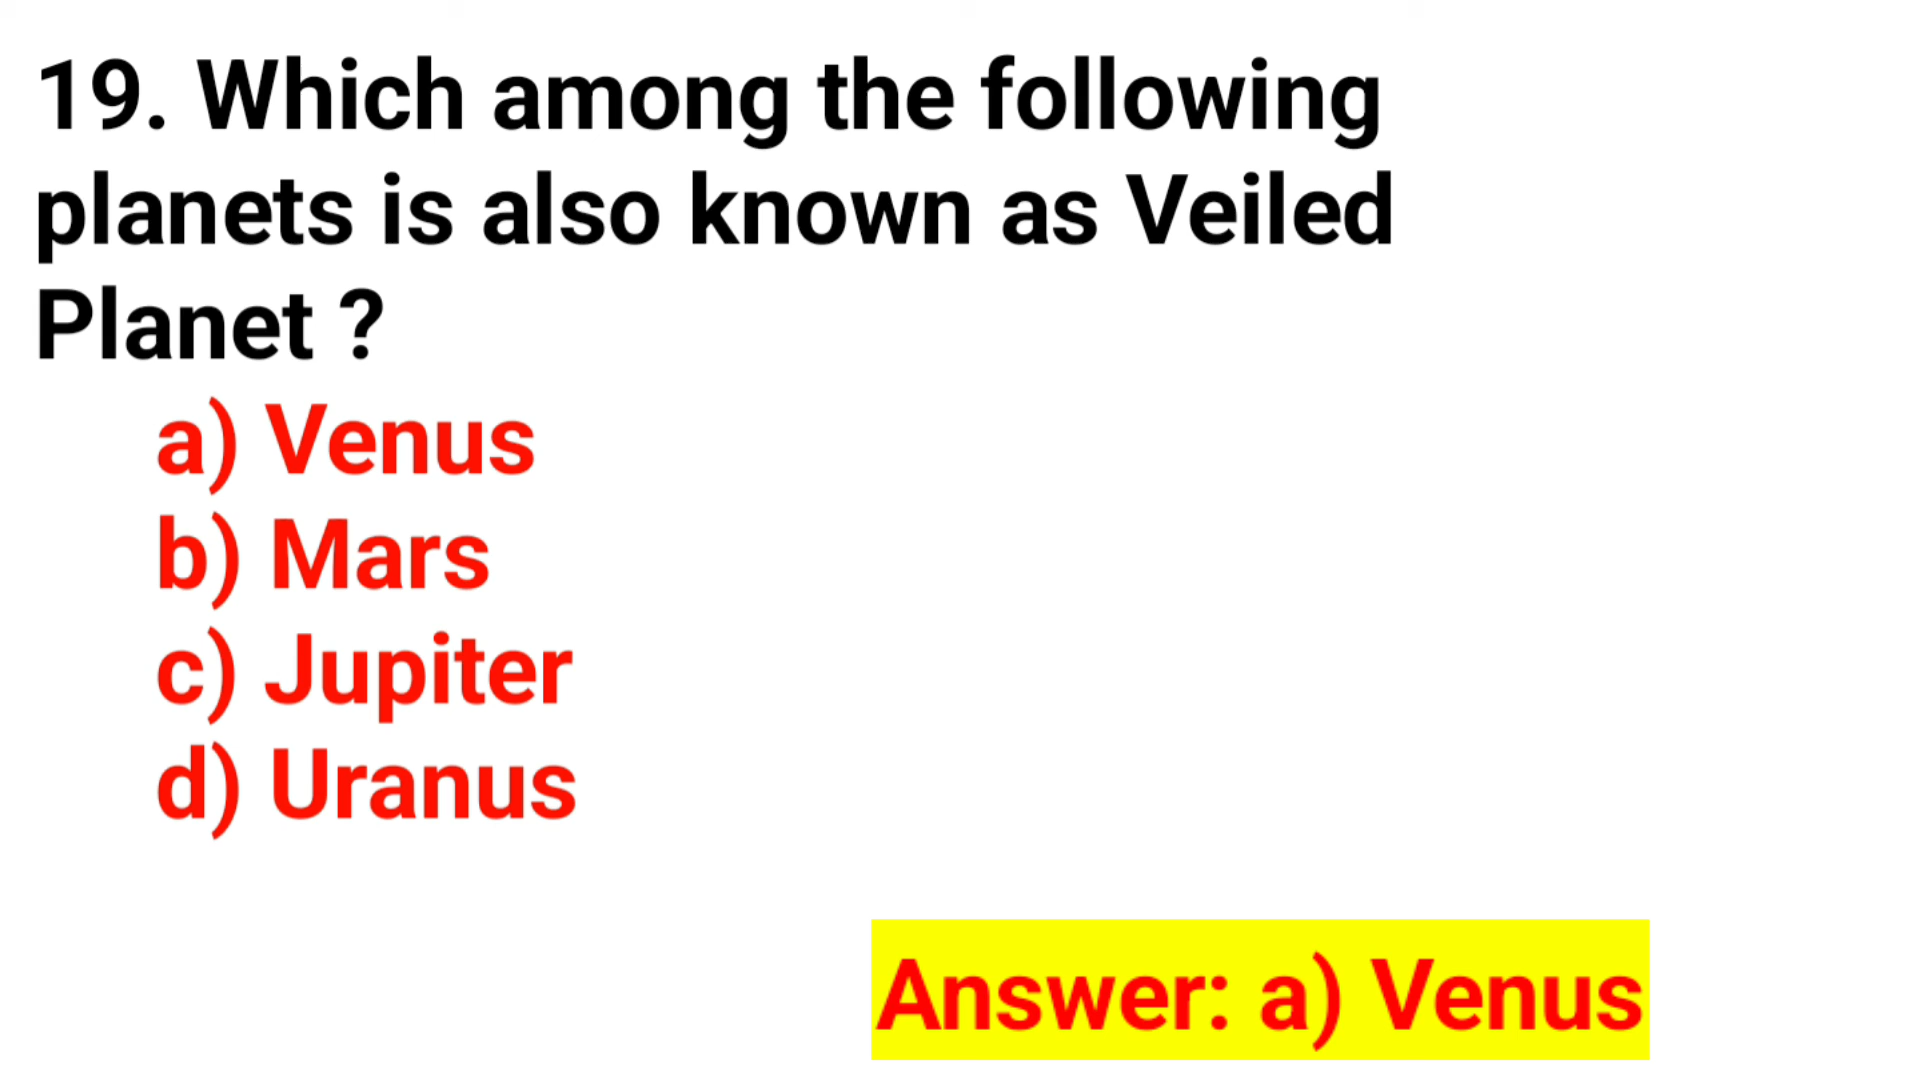 19. Which among the following
planets is also known as Veiled
Planet ?
a) Venus
b) Mars
c) Jupiter
d) Uranus
Answer: a) Venus